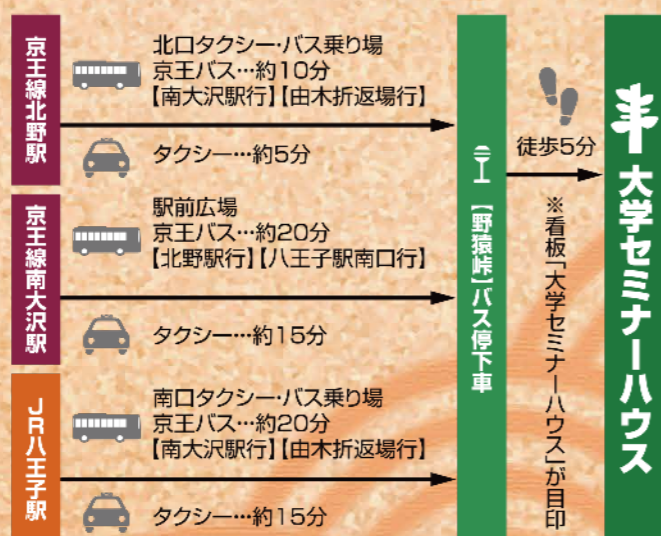 京王線北野駅
北口タクシー・バス乗り場
京王バス…約10分
【南大沢駅行】【由木折返場行】
タクシー…約5分
京王線南大沢駅
駅前広場
京王バス…約20分
【北野駅行】【八王子駅南口行】
タクシー…約15分
JR八王子駅
南口タクシー・バス乗り場
京王バス…約20分
【南大沢駅行】【由木折返場行】
タクシー…約15分
【野猿峠】バス停下車
徒歩5分
※看板「大学セミナーハウス」が目印
大学セミナーハウス